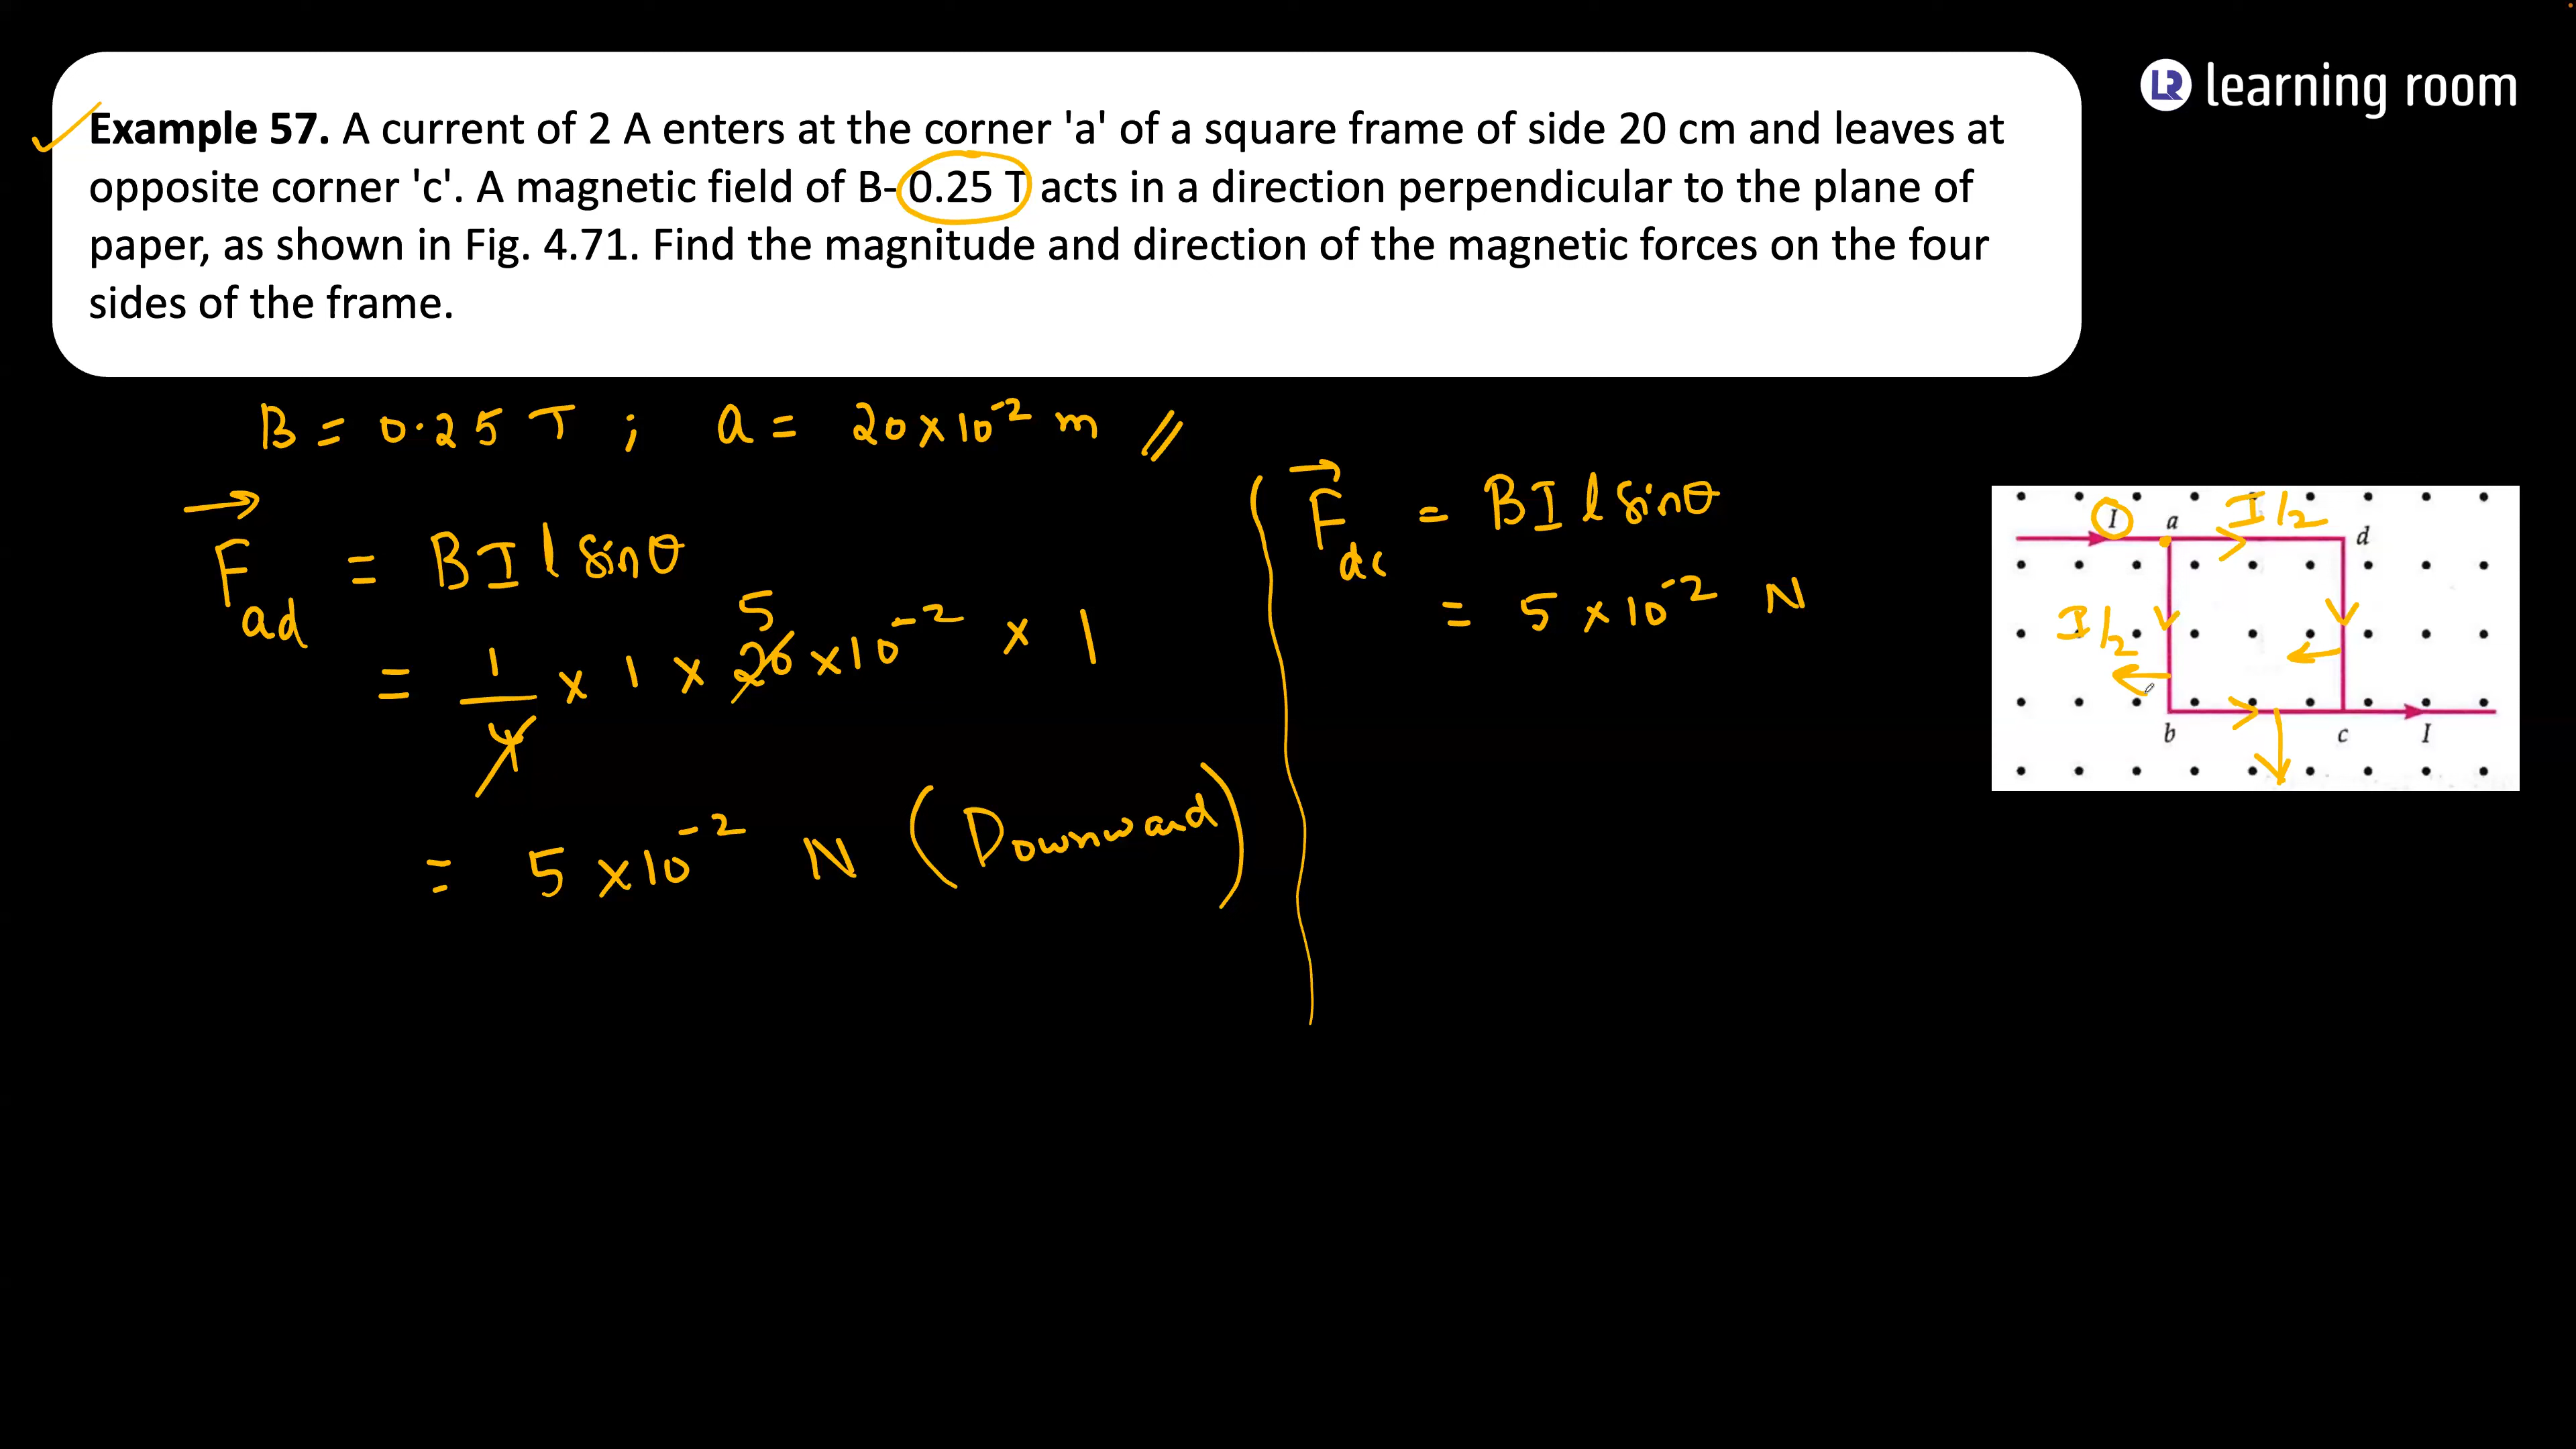 learning room
Example 57. A current of 2 A enters at the corner 'a' of a square frame of side 20 cm and leaves at
opposite corner 'c'. A magnetic field of B- 0.25 T acts in a direction perpendicular to the plane of
paper, as shown in Fig. 4.71. Find the magnitude and direction of the magnetic forces on the four
sides of the frame.
B = 0.25 T ; a = 20 × 10⁻² m //
F⃗_ad = B I l sinθ
= 1/4 × 1 × 20 × 10⁻² × 1
5
= 5 × 10⁻² N (Downward)
F⃗_dc = B I l sinθ
= 5 × 10⁻² N
I a I/2 d
I/2
b c I